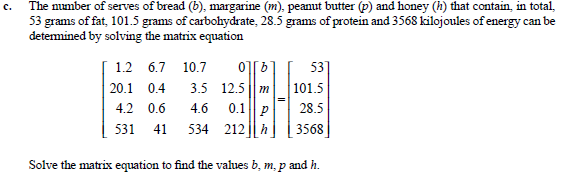 c. The number of serves of bread (b), margarine (m), peanut butter (p) and honey (h) that contain, in total,
53 grams of fat, 101.5 grams of carbohydrate, 28.5 grams of protein and 3568 kilojoules of energy can be
determined by solving the matrix equation
[ 1.2 6.7 10.7 0 ] [ b ] [ 53 ]
[ 20.1 0.4 3.5 12.5 ] [ m ] = [ 101.5 ]
[ 4.2 0.6 4.6 0.1 ] [ p ] [ 28.5 ]
[ 531 41 534 212 ] [ h ] [ 3568 ]
Solve the matrix equation to find the values b, m, p and h.